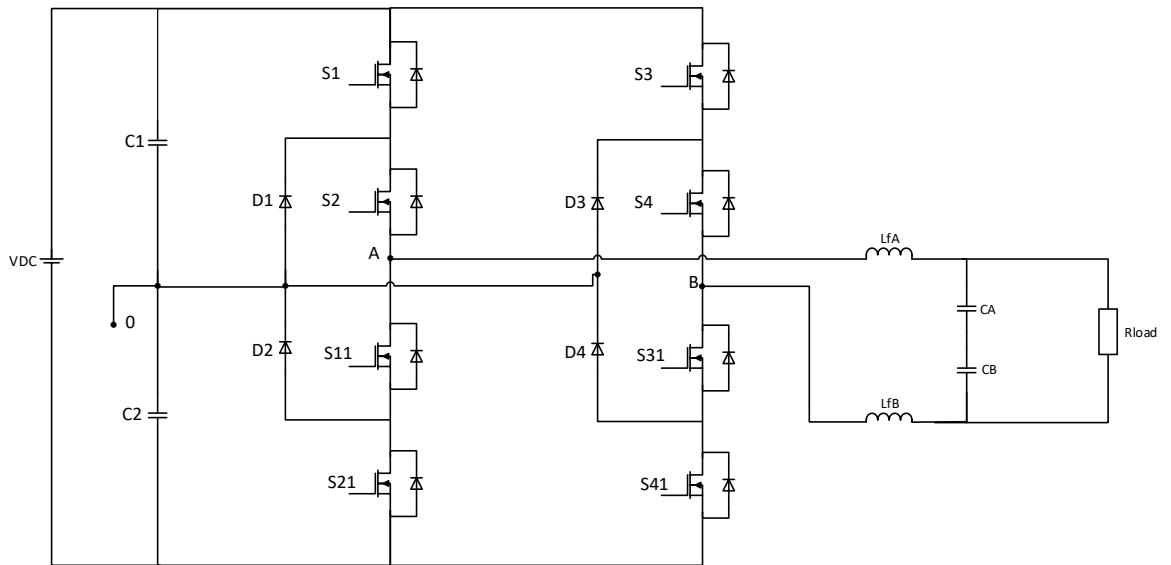 S1
S3
C1
D1
S2
D3
S4
LfA
A
VDC
B
0
CA
Rload
D2
S11
D4
S31
CB
C2
LfB
S21
S41